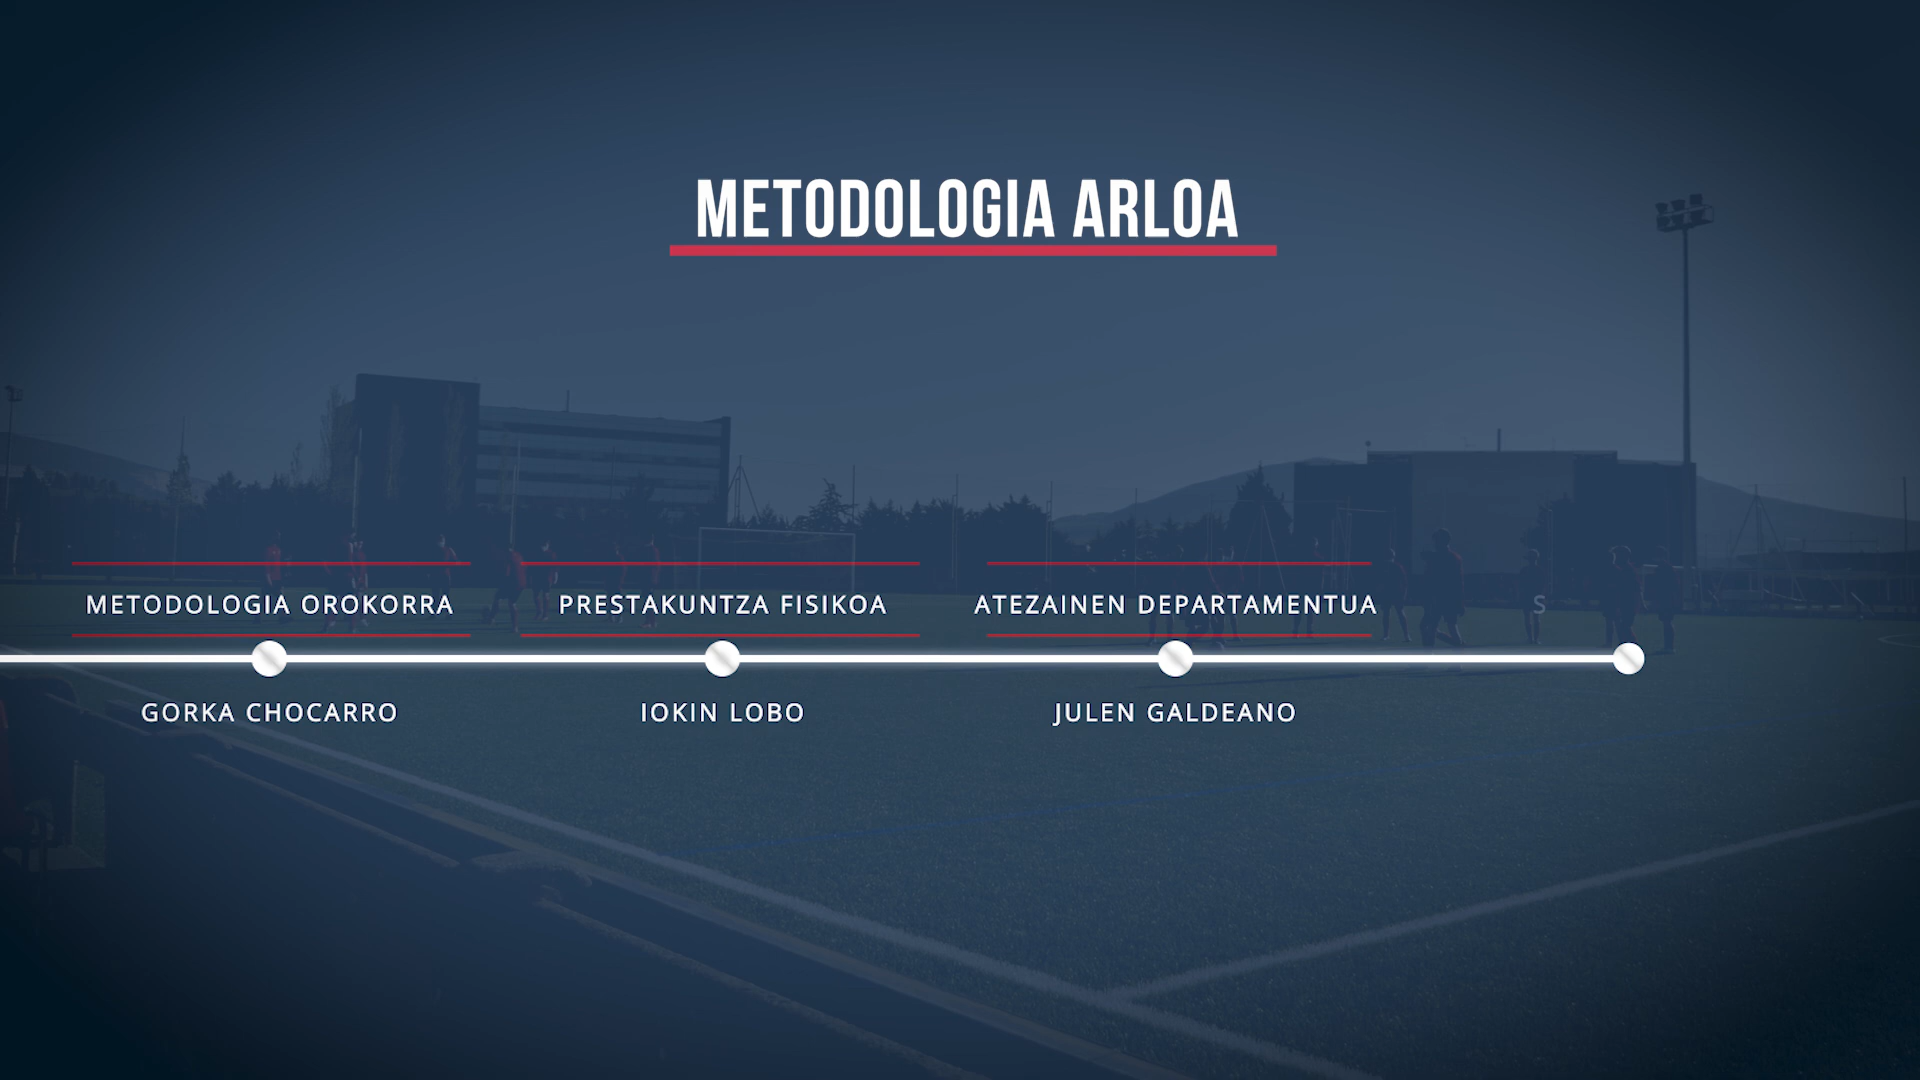 METODOLOGIA ARLOA
METODOLOGIA OROKORRA
PRESTAKUNTZA FISIKOA
ATEZAINEN DEPARTAMENTUA
S
GORKA CHOCARRO
IOKIN LOBO
JULEN GALDEANO